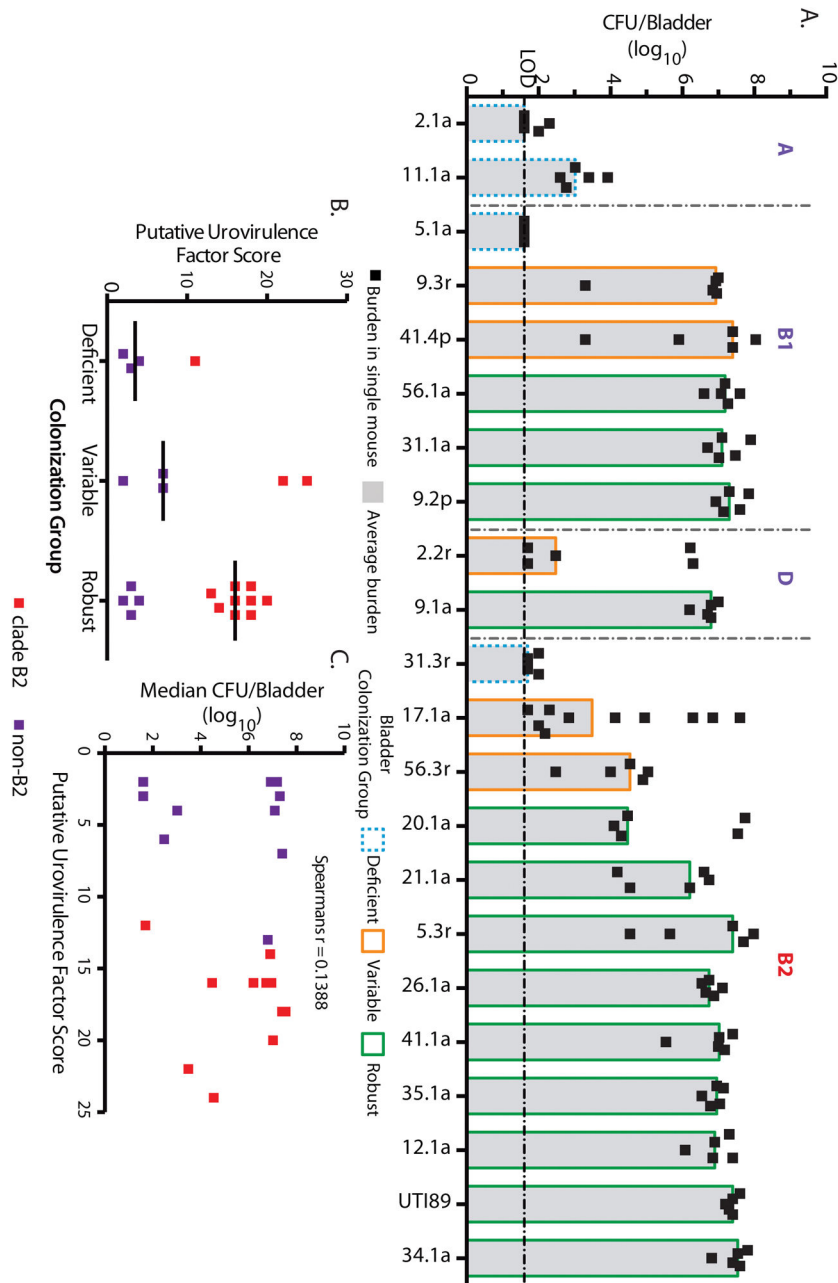 A.
CFU/Bladder
(log10)
10
8
6
4
2
0
LOD
A
B1
D
B2
2.1a
11.1a
5.1a
9.3r
41.4p
56.1a
31.1a
9.2p
2.2r
9.1a
31.3r
17.1a
56.3r
20.1a
21.1a
5.3r
26.1a
41.1a
35.1a
12.1a
UTI89
34.1a
Burden in single mouse
Average burden
Bladder
Colonization Group
Deficient
Variable
Robust
B.
Putative Urovirulence
Factor Score
30
20
10
0
Deficient
Variable
Robust
Colonization Group
C.
Median CFU/Bladder
(log10)
10
8
6
4
2
0
Spearmans r = 0.1388
0
5
10
15
20
25
Putative Urovirulence Factor Score
clade B2
non-B2